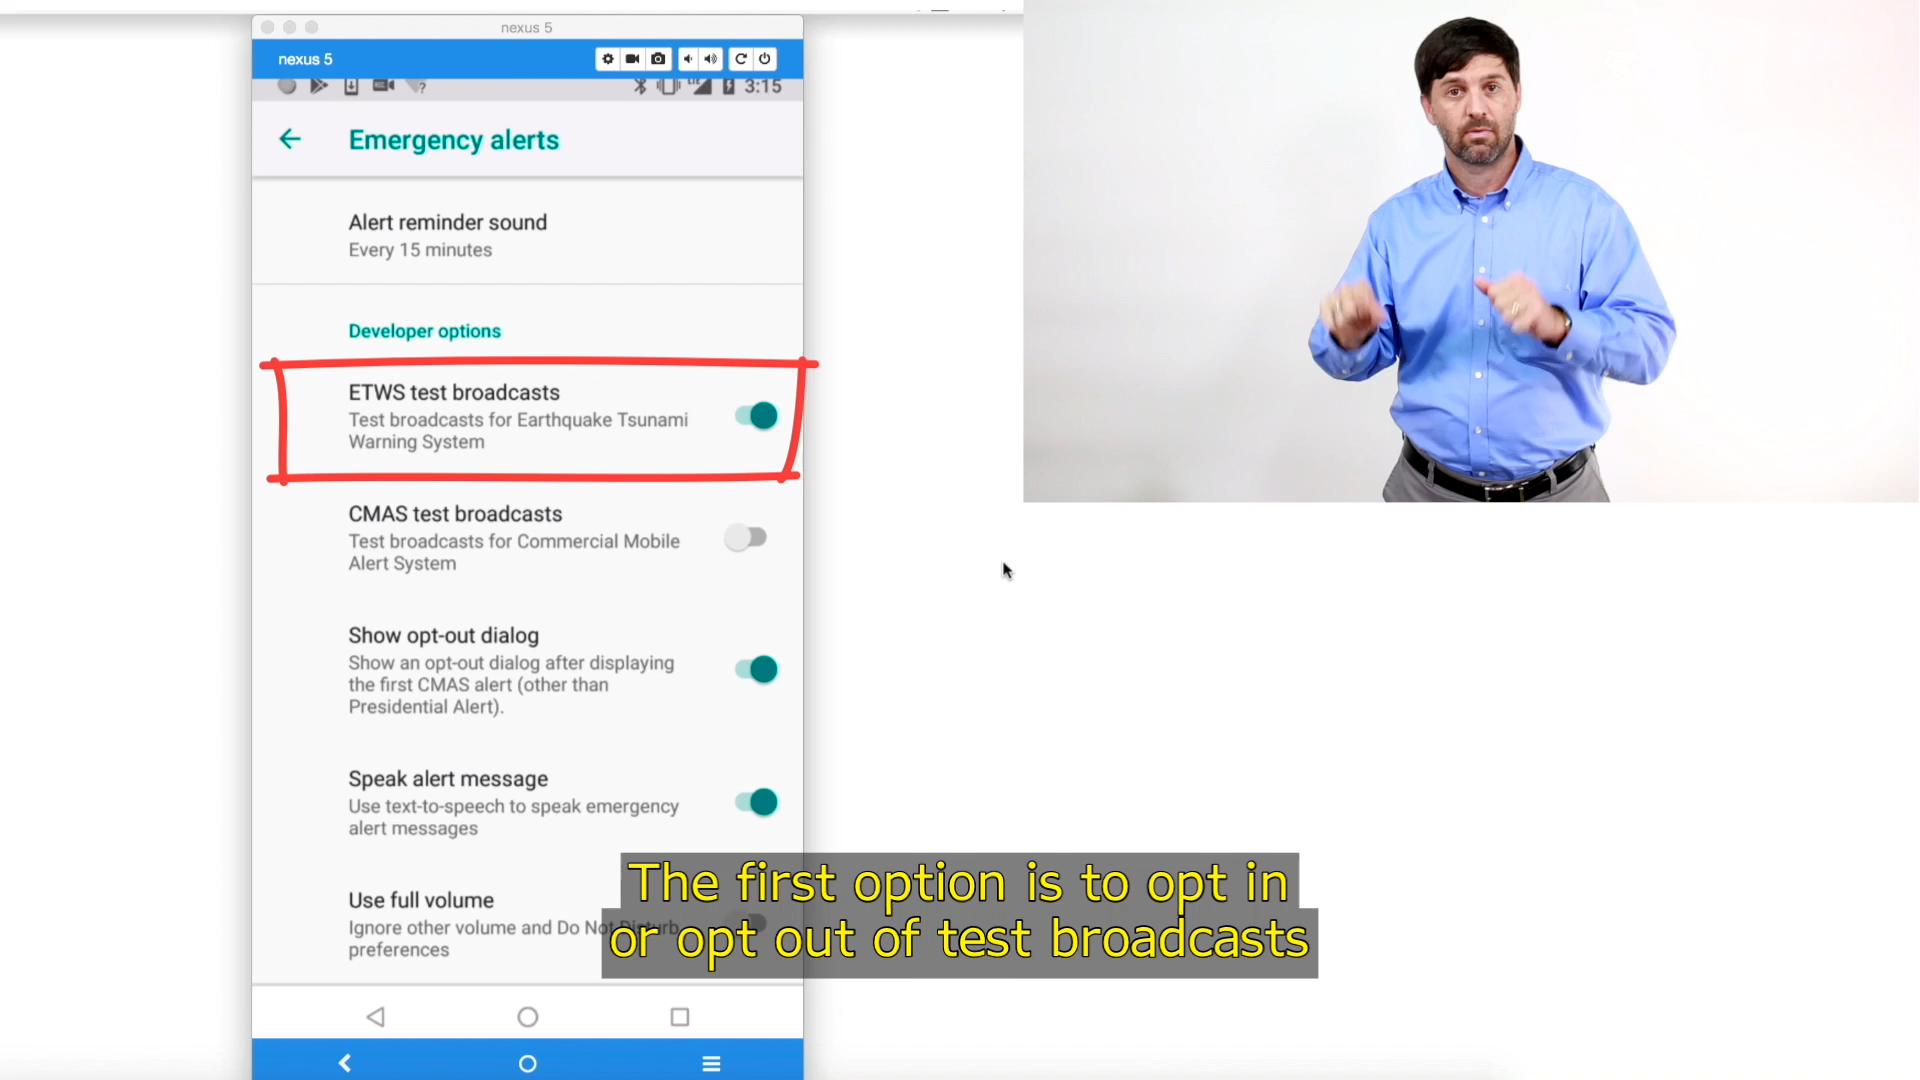 nexus 5
nexus 5
LTE 3:15
Emergency alerts
Alert reminder sound
Every 15 minutes
Developer options
ETWS test broadcasts
Test broadcasts for Earthquake Tsunami
Warning System
CMAS test broadcasts
Test broadcasts for Commercial Mobile
Alert System
Show opt-out dialog
Show an opt-out dialog after displaying
the first CMAS alert (other than
Presidential Alert).
Speak alert message
Use text-to-speech to speak emergency
alert messages
Use full volume
Ignore other volume and Do Not Disturb
preferences
The first option is to opt in
or opt out of test broadcasts